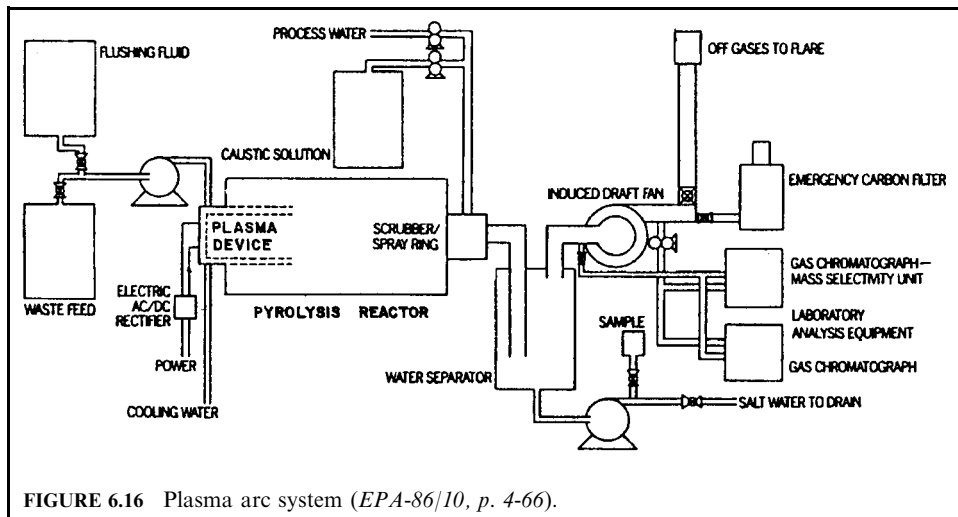 FLUSHING FLUID
PROCESS WATER
OFF GASES TO FLARE
CAUSTIC SOLUTION
INDUCED DRAFT FAN
EMERGENCY CARBON FILTER
PLASMA
DEVICE
SCRUBBER/
SPRAY RING
WASTE FEED
ELECTRIC
AC/DC
RECTIFIER
PYROLYSIS REACTOR
GAS CHROMATOGRAPH—
MASS SELECTIVITY UNIT
SAMPLE
LABORATORY
ANALYSIS EQUIPMENT
POWER
WATER SEPARATOR
GAS CHROMATOGRAPH
COOLING WATER
SALT WATER TO DRAIN
FIGURE 6.16 Plasma arc system (EPA-86/10, p. 4-66).